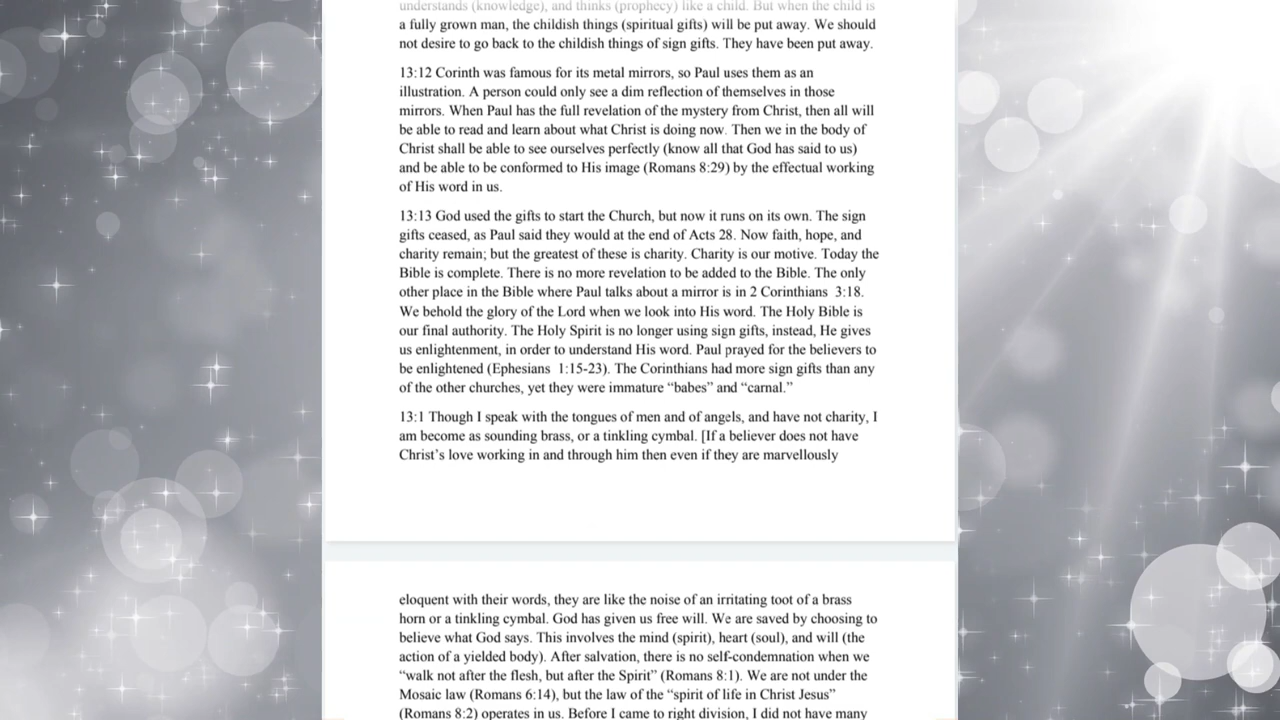 understands (knowledge), and thinks (prophecy) like a child. But when the child is
a fully grown man, the childish things (spiritual gifts) will be put away. We should
not desire to go back to the childish things of sign gifts. They have been put away.
13:12 Corinth was famous for its metal mirrors, so Paul uses them as an
illustration. A person could only see a dim reflection of themselves in those
mirrors. When Paul has the full revelation of the mystery from Christ, then all will
be able to read and learn about what Christ is doing now. Then we in the body of
Christ shall be able to see ourselves perfectly (know all that God has said to us)
and be able to be conformed to His image (Romans 8:29) by the effectual working
of His word in us.
13:13 God used the gifts to start the Church, but now it runs on its own. The sign
gifts ceased, as Paul said they would at the end of Acts 28. Now faith, hope, and
charity remain; but the greatest of these is charity. Charity is our motive. Today the
Bible is complete. There is no more revelation to be added to the Bible. The only
other place in the Bible where Paul talks about a mirror is in 2 Corinthians 3:18.
We behold the glory of the Lord when we look into His word. The Holy Bible is
our final authority. The Holy Spirit is no longer using sign gifts, instead, He gives
us enlightenment, in order to understand His word. Paul prayed for the believers to
be enlightened (Ephesians 1:15-23). The Corinthians had more sign gifts than any
of the other churches, yet they were immature “babes” and “carnal.”
13:1 Though I speak with the tongues of men and of angels, and have not charity, I
am become as sounding brass, or a tinkling cymbal. [If a believer does not have
Christ’s love working in and through him then even if they are marvellously
eloquent with their words, they are like the noise of an irritating toot of a brass
horn or a tinkling cymbal. God has given us free will. We are saved by choosing to
believe what God says. This involves the mind (spirit), heart (soul), and will (the
action of a yielded body). After salvation, there is no self-condemnation when we
“walk not after the flesh, but after the Spirit” (Romans 8:1). We are not under the
Mosaic law (Romans 6:14), but the law of the “spirit of life in Christ Jesus”
(Romans 8:2) operates in us. Before I came to right division, I did not have many